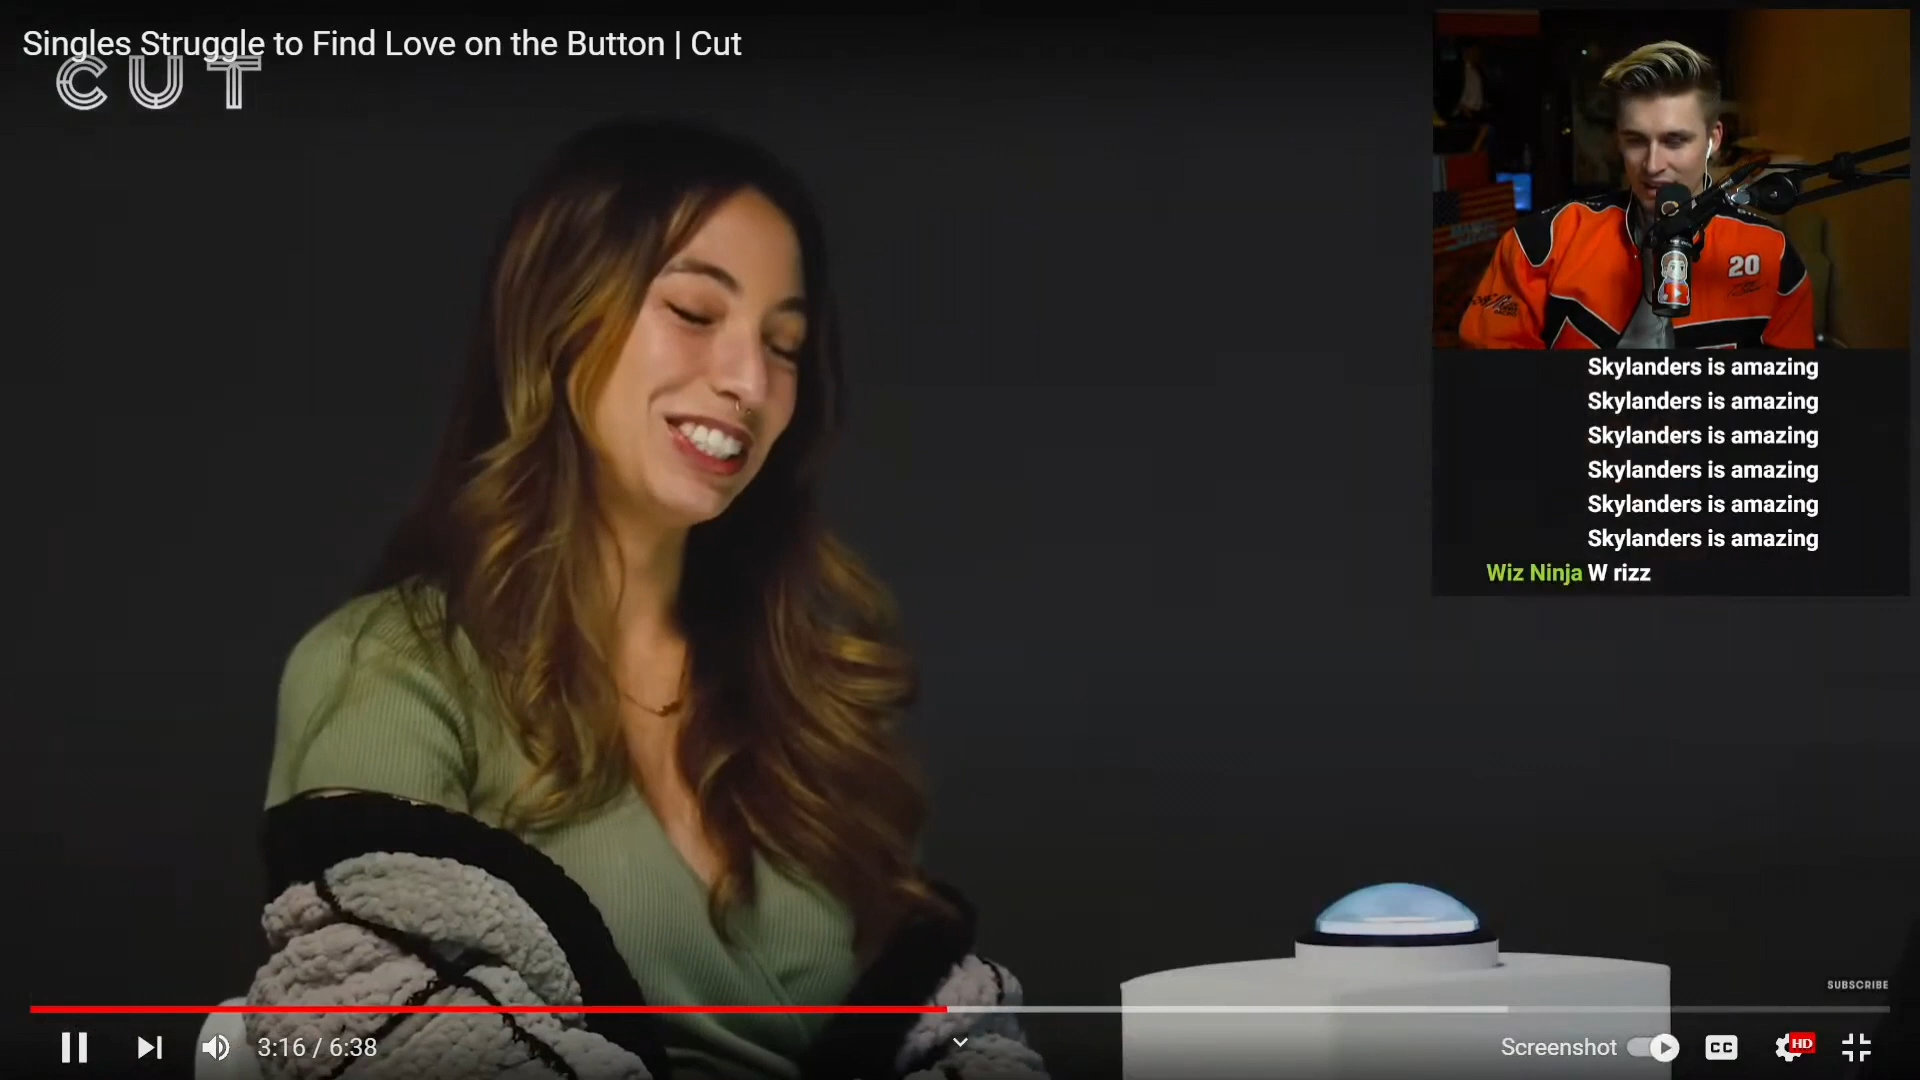 Singles Struggle to Find Love on the Button | Cut
CUT
20
Skylanders is amazing
Skylanders is amazing
Skylanders is amazing
Skylanders is amazing
Skylanders is amazing
Skylanders is amazing
Wiz Ninja W rizz
SUBSCRIBE
3:16 / 6:38
Screenshot
CC
HD